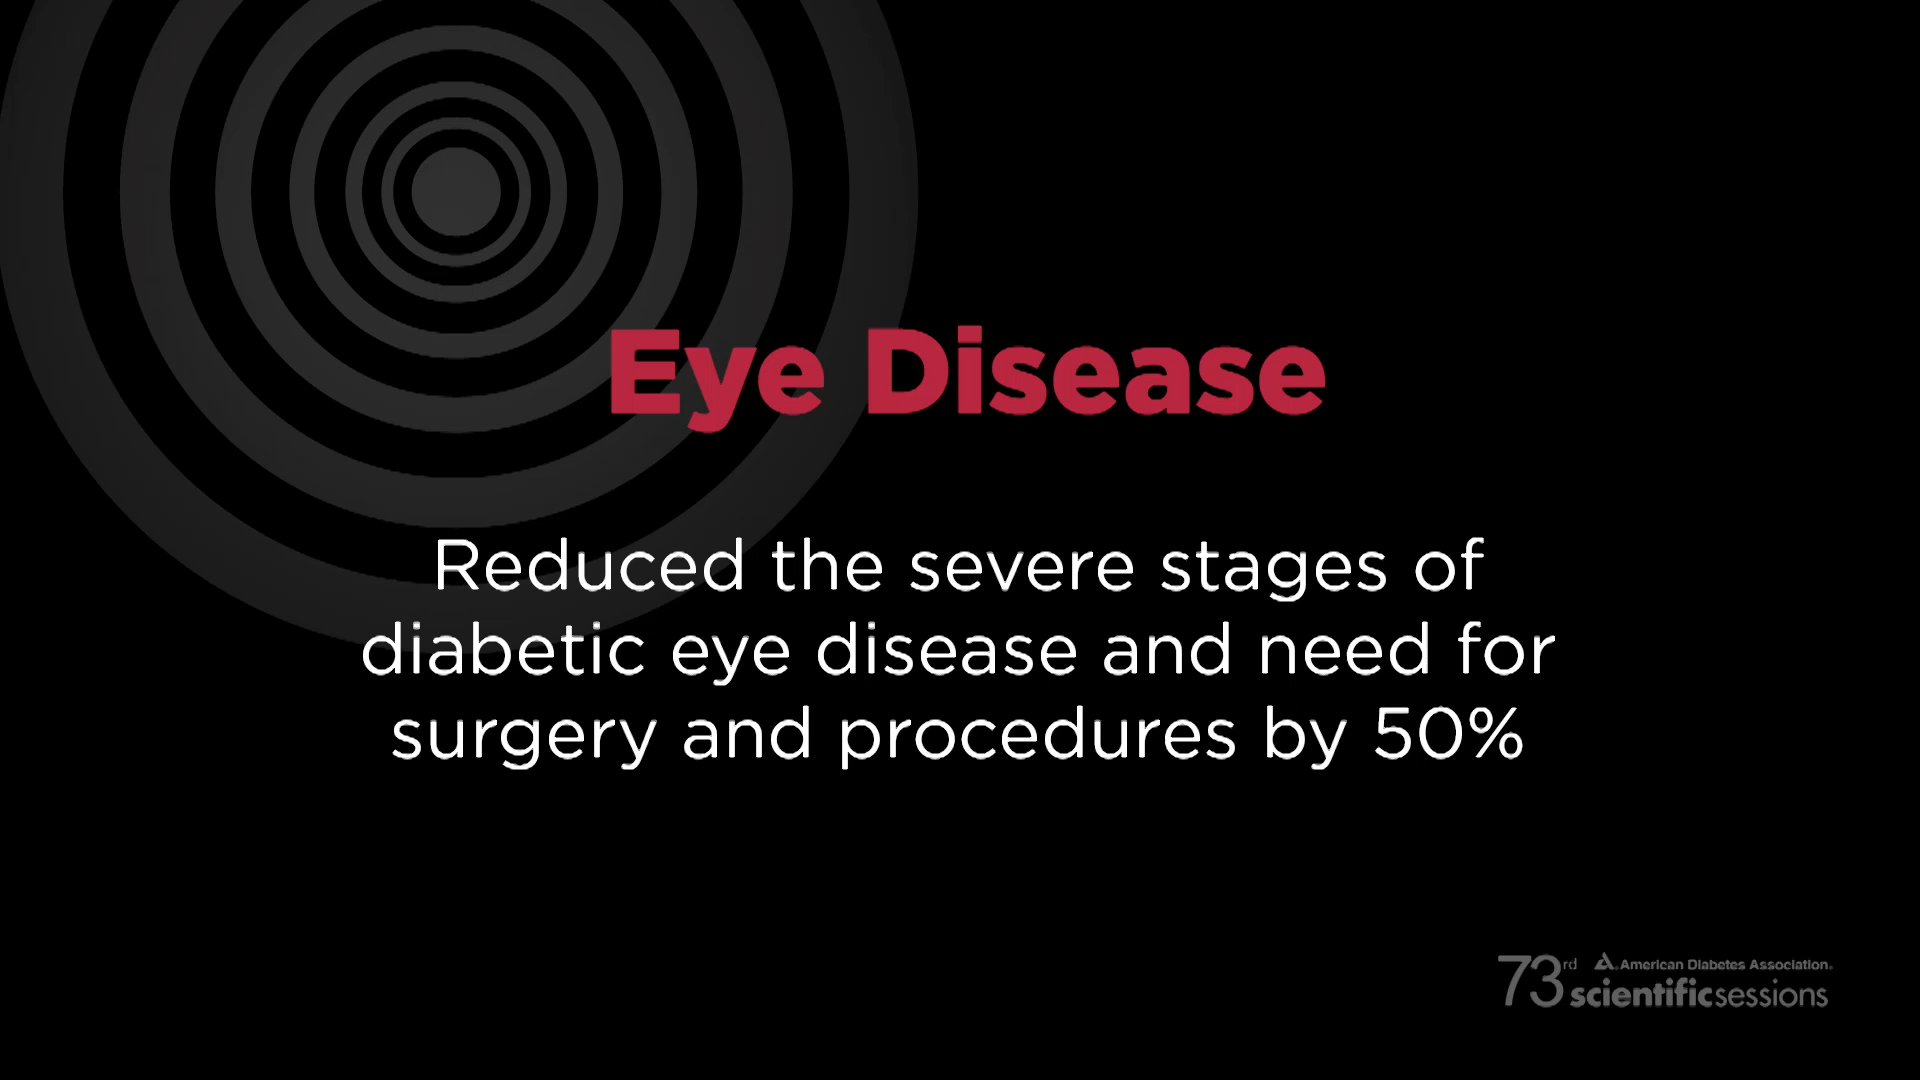 Eye Disease
Reduced the severe stages of
diabetic eye disease and need for
surgery and procedures by 50%
73rd American Diabetes Association.
scientificsessions